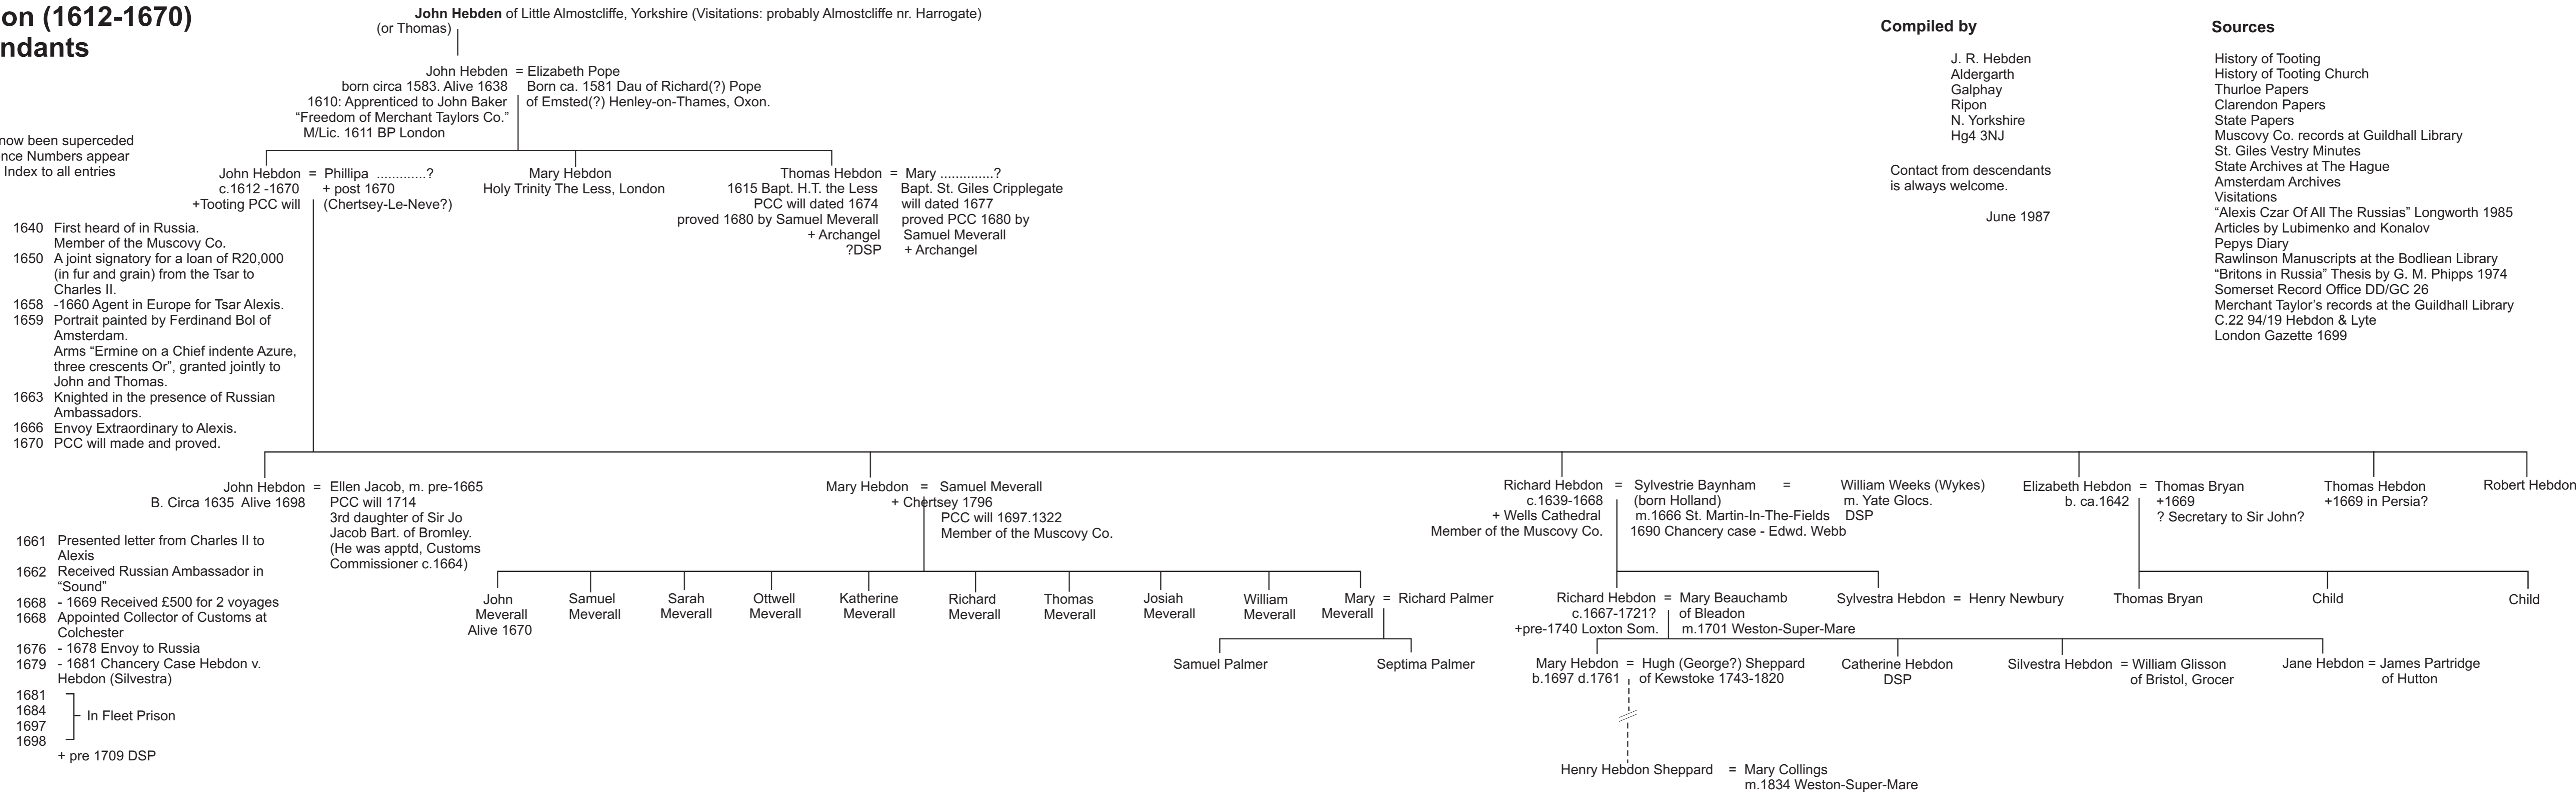 on (1612-1670)
ndants
now been superceded
nce Numbers appear
Index to all entries
John Hebden of Little Almostcliffe, Yorkshire (Visitations: probably Almostcliffe nr. Harrogate)
(or Thomas)
John Hebden = Elizabeth Pope
born circa 1583. Alive 1638 Born ca. 1581 Dau of Richard(?) Pope
1610: Apprenticed to John Baker of Emsted(?) Henley-on-Thames, Oxon.
“Freedom of Merchant Taylors Co.”
M/Lic. 1611 BP London
Compiled by
J. R. Hebden
Aldergarth
Galphay
Ripon
N. Yorkshire
Hg4 3NJ
Contact from descendants
is always welcome.
June 1987
Sources
History of Tooting
History of Tooting Church
Thurloe Papers
Clarendon Papers
State Papers
Muscovy Co. records at Guildhall Library
St. Giles Vestry Minutes
State Archives at The Hague
Amsterdam Archives
Visitations
“Alexis Czar Of All The Russias” Longworth 1985
Articles by Lubimenko and Konalov
Pepys Diary
Rawlinson Manuscripts at the Bodliean Library
“Britons in Russia” Thesis by G. M. Phipps 1974
Somerset Record Office DD/GC 26
Merchant Taylor’s records at the Guildhall Library
C.22 94/19 Hebdon & Lyte
London Gazette 1699
John Hebdon = Phillipa .............?
c.1612 -1670 + post 1670
+Tooting PCC will (Chertsey-Le-Neve?)
Mary Hebdon
Holy Trinity The Less, London
Thomas Hebdon = Mary ..............?
1615 Bapt. H.T. the Less Bapt. St. Giles Cripplegate
PCC will dated 1674 will dated 1677
proved 1680 by Samuel Meverall proved PCC 1680 by
+ Archangel Samuel Meverall
?DSP + Archangel
1640 First heard of in Russia.
Member of the Muscovy Co.
1650 A joint signatory for a loan of R20,000
(in fur and grain) from the Tsar to
Charles II.
1658 -1660 Agent in Europe for Tsar Alexis.
1659 Portrait painted by Ferdinand Bol of
Amsterdam.
Arms “Ermine on a Chief indente Azure,
three crescents Or”, granted jointly to
John and Thomas.
1663 Knighted in the presence of Russian
Ambassadors.
1666 Envoy Extraordinary to Alexis.
1670 PCC will made and proved.
John Hebdon = Ellen Jacob, m. pre-1665
B. Circa 1635 Alive 1698 PCC will 1714
3rd daughter of Sir Jo
Jacob Bart. of Bromley.
(He was apptd, Customs
Commissioner c.1664)
Mary Hebdon = Samuel Meverall
+ Chertsey 1796
PCC will 1697.1322
Member of the Muscovy Co.
Richard Hebdon = Sylvestrie Baynham = William Weeks (Wykes)
c.1639-1668 (born Holland) m. Yate Glocs.
+ Wells Cathedral m.1666 St. Martin-In-The-Fields DSP
Member of the Muscovy Co. 1690 Chancery case - Edwd. Webb
Elizabeth Hebdon = Thomas Bryan
b. ca.1642 +1669
? Secretary to Sir John?
Thomas Hebdon
+1669 in Persia?
Robert Hebdon
1661 Presented letter from Charles II to
Alexis
1662 Received Russian Ambassador in
“Sound”
1668 - 1669 Received £500 for 2 voyages
1668 Appointed Collector of Customs at
Colchester
1676 - 1678 Envoy to Russia
1679 - 1681 Chancery Case Hebdon v.
Hebdon (Silvestra)
1681
1684
In Fleet Prison
1697
1698
+ pre 1709 DSP
John
Meverall
Alive 1670
Samuel
Meverall
Sarah
Meverall
Ottwell
Meverall
Katherine
Meverall
Richard
Meverall
Thomas
Meverall
Josiah
Meverall
William
Meverall
Mary = Richard Palmer
Meverall
Samuel Palmer
Septima Palmer
Richard Hebdon = Mary Beauchamb
c.1667-1721? of Bleadon
+pre-1740 Loxton Som. m.1701 Weston-Super-Mare
Sylvestra Hebdon = Henry Newbury
Thomas Bryan
Child
Child
Mary Hebdon = Hugh (George?) Sheppard
b.1697 d.1761 of Kewstoke 1743-1820
Catherine Hebdon
DSP
Silvestra Hebdon = William Glisson
of Bristol, Grocer
Jane Hebdon = James Partridge
of Hutton
Henry Hebdon Sheppard = Mary Collings
m.1834 Weston-Super-Mare